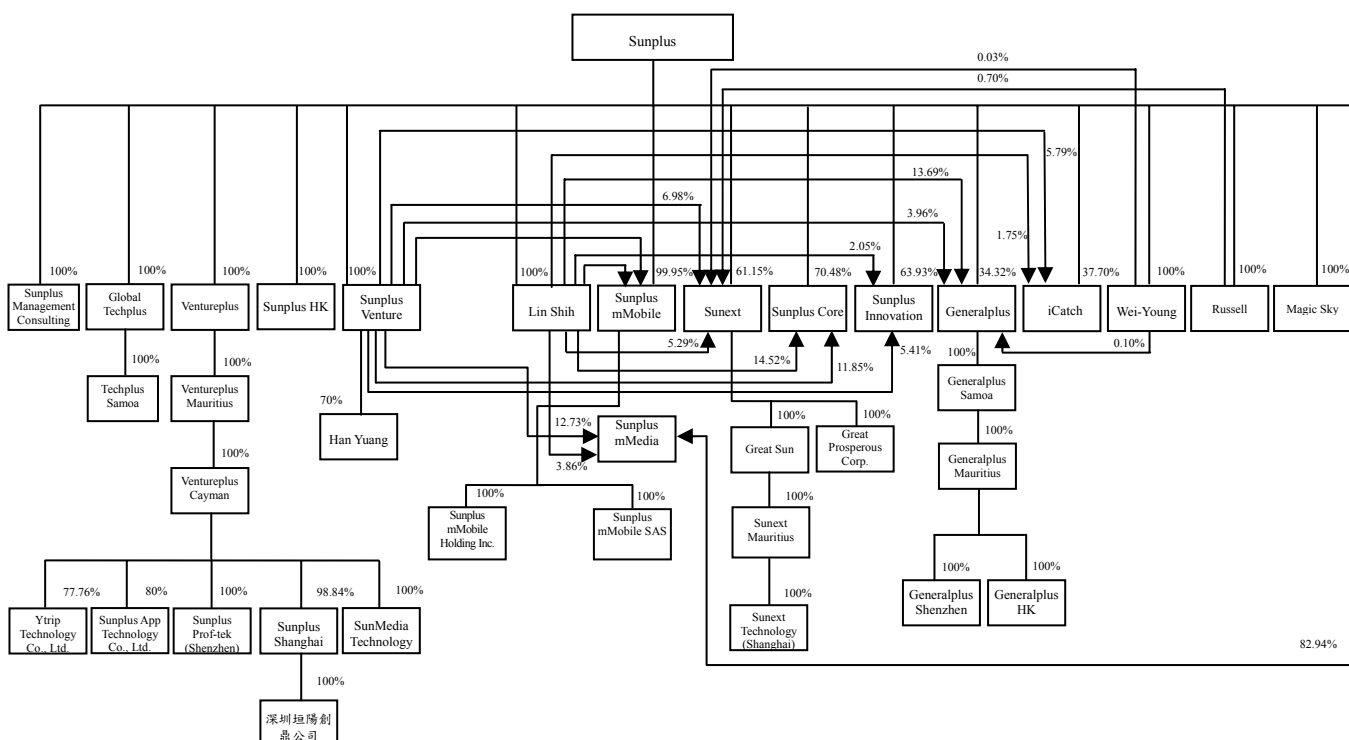 Sunplus
0.03%
0.70%
5.79%
13.69%
6.98%
3.96%
1.75%
2.05%
100%
100%
100%
100%
100%
100%
99.95%
61.15%
70.48%
63.93%
34.32%
37.70%
100%
100%
100%
Sunplus
Management
Consulting
Global
Techplus
Ventureplus
Sunplus HK
Sunplus
Venture
Lin Shih
Sunplus
mMobile
Sunext
Sunplus Core
Sunplus
Innovation
Generalplus
iCatch
Wei-Young
Russell
Magic Sky
5.29%
14.52%
11.85%
5.41%
0.10%
100%
100%
100%
Techplus
Samoa
Ventureplus
Mauritius
Generalplus
Samoa
70%
Han Yuang
12.73%
3.86%
Sunplus
mMedia
100%
Great Sun
100%
Great
Prosperous
Corp.
100%
Generalplus
Mauritius
100%
Ventureplus
Cayman
100%
Sunplus
mMobile
Holding Inc.
100%
Sunplus
mMobile SAS
100%
Sunext
Mauritius
77.76%
80%
100%
98.84%
100%
Ytrip
Technology
Co., Ltd.
Sunplus App
Technology
Co., Ltd.
Sunplus
Prof-tek
(Shenzhen)
Sunplus
Shanghai
SunMedia
Technology
100%
Sunext
Technology
(Shanghai)
100%
Generalplus
Shenzhen
100%
Generalplus
HK
82.94%
100%
深圳垣陽創
鼎公司